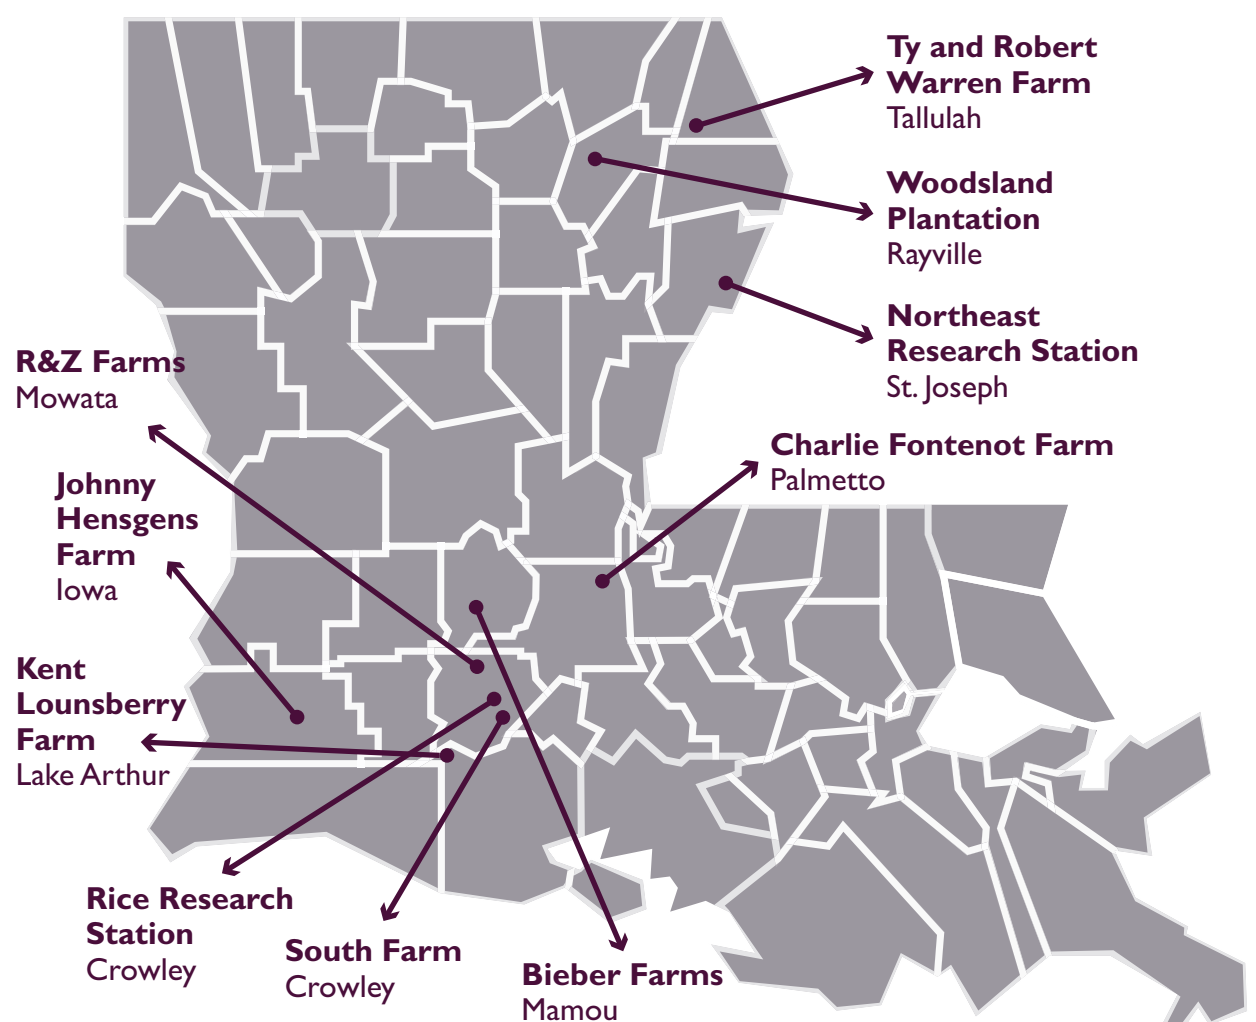 Ty and Robert
Warren Farm
Tallulah
Woodsland
Plantation
Rayville
Northeast
Research Station
St. Joseph
R&Z Farms
Mowata
Charlie Fontenot Farm
Palmetto
Johnny
Hensgens
Farm
Iowa
Kent
Lounsberry
Farm
Lake Arthur
Rice Research
Station
Crowley
South Farm
Crowley
Bieber Farms
Mamou